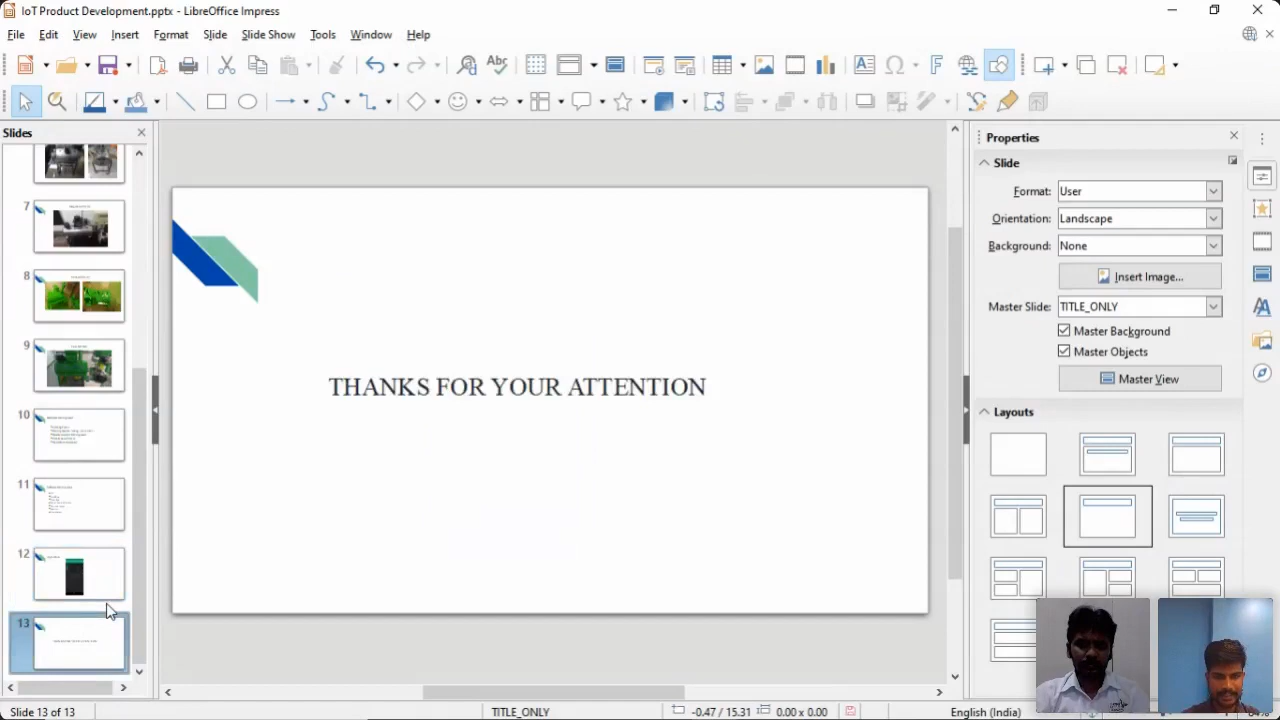 IoT Product Development.pptx - LibreOffice Impress
File Edit View Insert Format Slide Slide Show Tools Window Help
Slides
7
8
9
10
11
12
13
THANKS FOR YOUR ATTENTION
Properties
Slide
Format: User
Orientation: Landscape
Background: None
Insert Image...
Master Slide: TITLE_ONLY
Master Background
Master Objects
Master View
Layouts
Slide 13 of 13
TITLE_ONLY
-0.47 / 15.31
0.00 x 0.00
English (India)